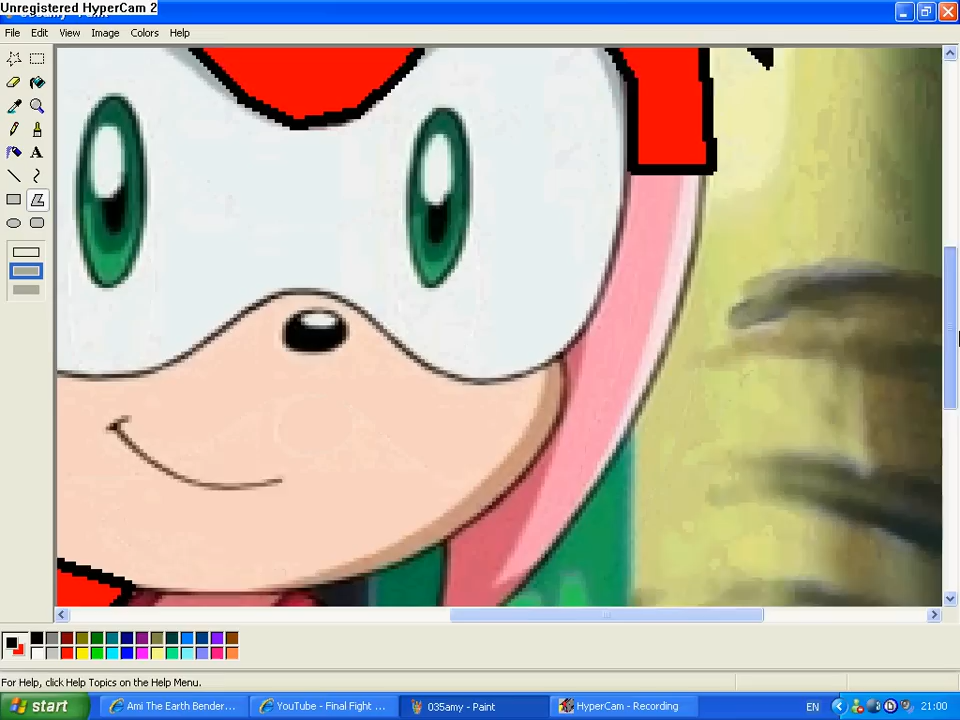 Unregistered HyperCam 2
File Edit View Image Colors Help
For Help, click Help Topics on the Help Menu.
start
Ami The Earth Bender...
YouTube - Final Fight ...
035amy - Paint
HyperCam - Recording
EN
21:00